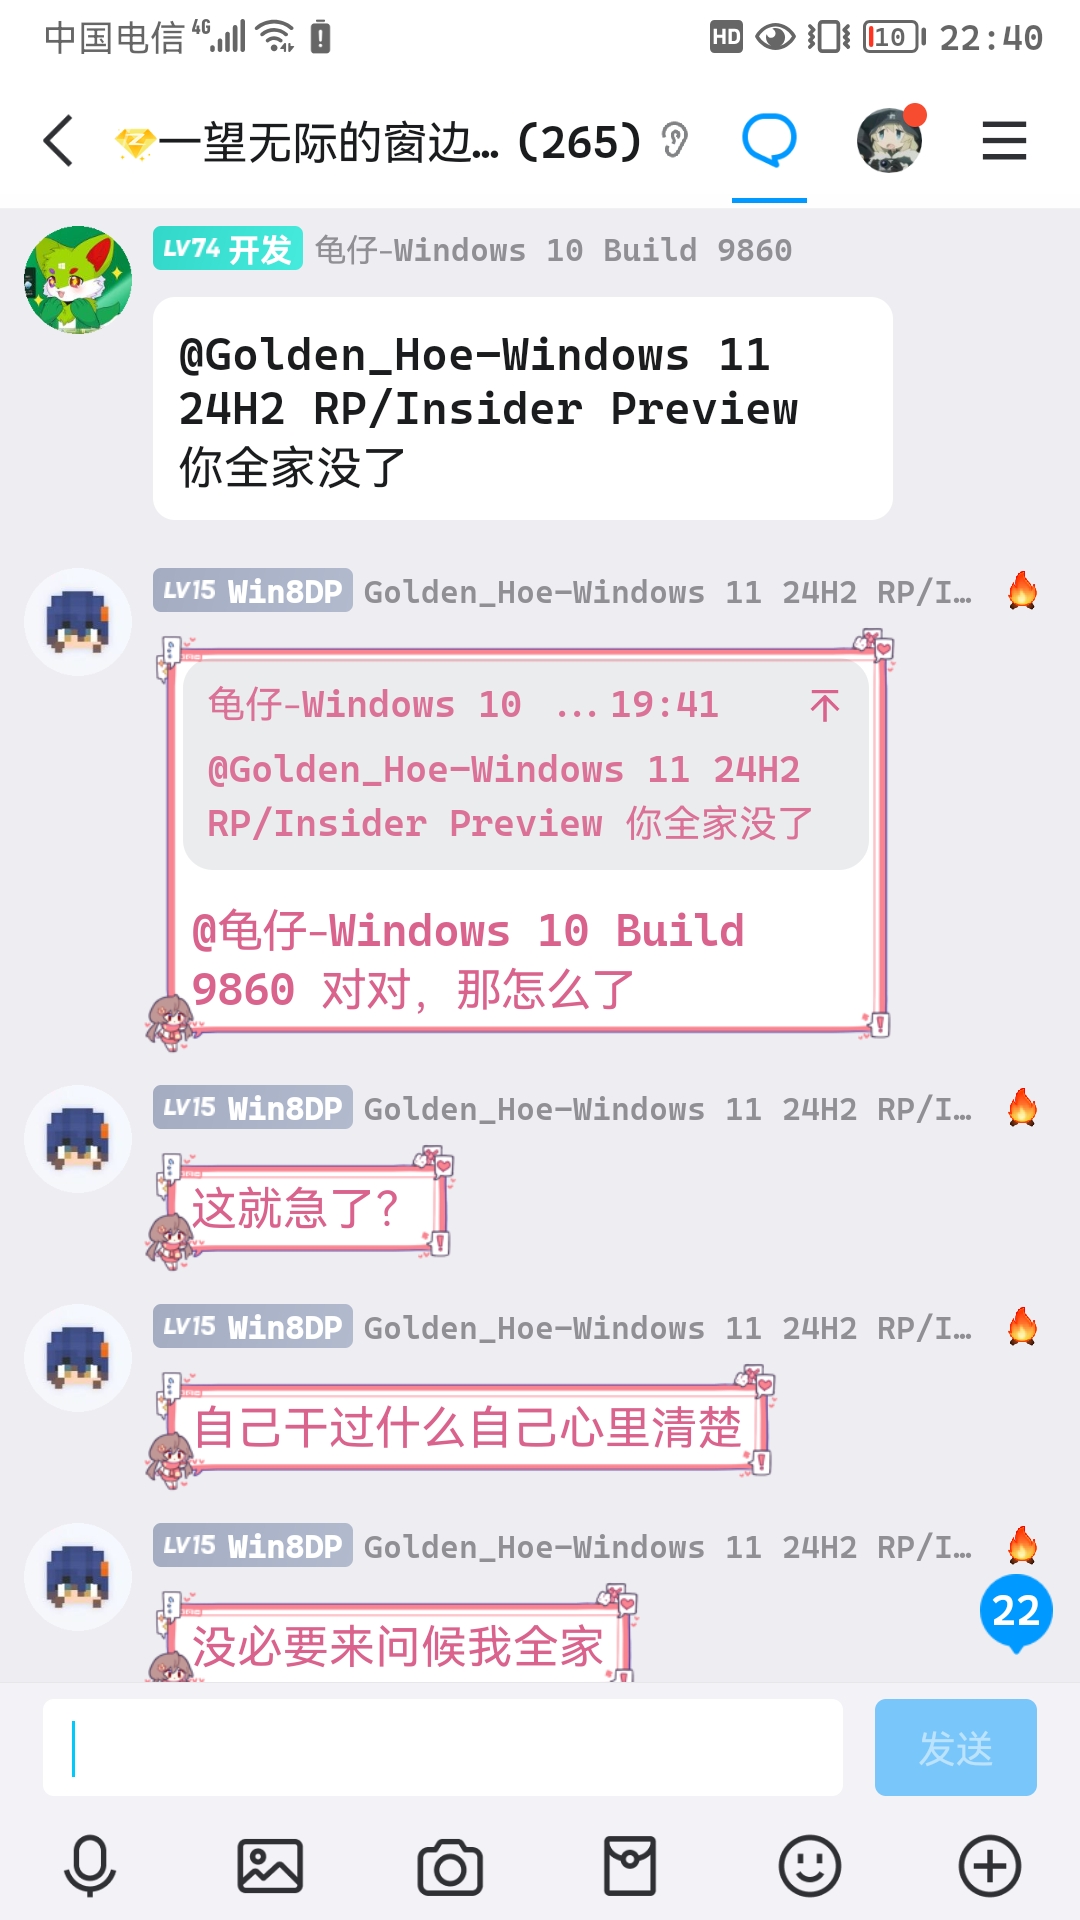 中国电信 4G HD 10 22:40
一望无际的窗边... (265)
LV74 开发 龟仔-Windows 10 Build 9860
@Golden_Hoe-Windows 11
24H2 RP/Insider Preview
你全家没了
LV15 Win8DP Golden_Hoe-Windows 11 24H2 RP/I...
龟仔-Windows 10 ...19:41
@Golden_Hoe-Windows 11 24H2
RP/Insider Preview 你全家没了
@龟仔-Windows 10 Build
9860 对对，那怎么了
LV15 Win8DP Golden_Hoe-Windows 11 24H2 RP/I...
这就急了？
LV15 Win8DP Golden_Hoe-Windows 11 24H2 RP/I...
自己干过什么自己心里清楚
LV15 Win8DP Golden_Hoe-Windows 11 24H2 RP/I...
22
没必要来问候我全家
发送